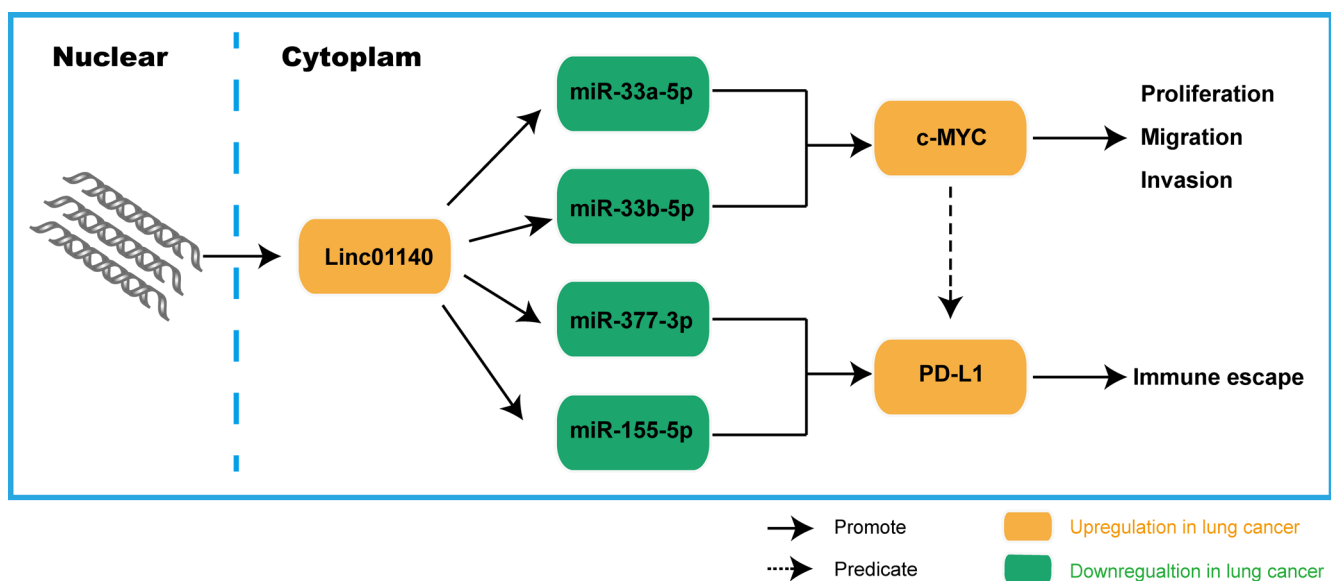 Nuclear
Cytoplam
miR-33a-5p
miR-33b-5p
Linc01140
miR-377-3p
miR-155-5p
c-MYC
PD-L1
Proliferation
Migration
Invasion
Immune escape
Promote
Upregulation in lung cancer
Predicate
Downregualtion in lung cancer